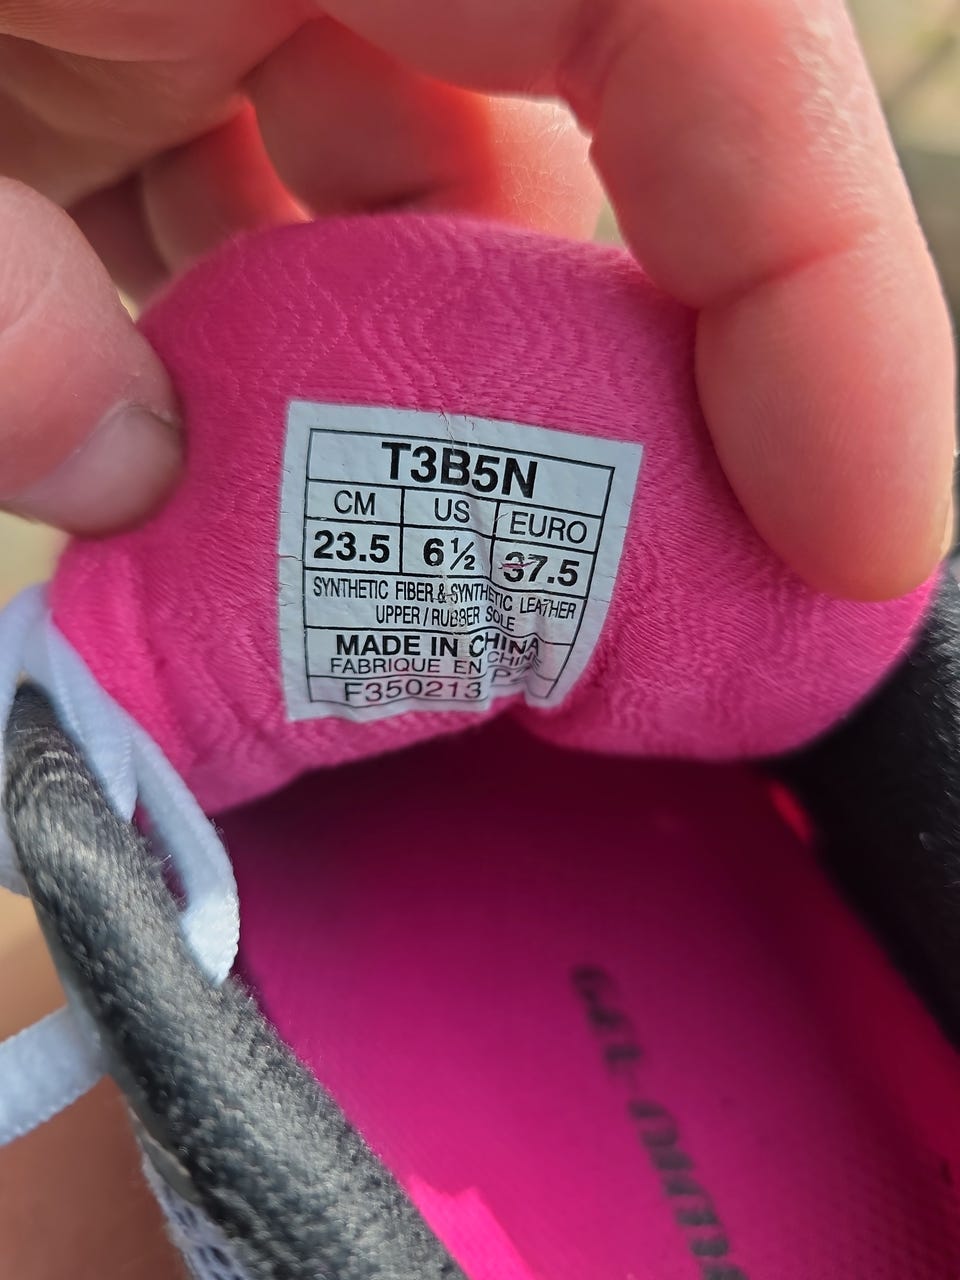 T3B5N
CM US EURO
23.5 6½ 37.5
SYNTHETIC FIBER & SYNTHETIC LEATHER
UPPER / RUBBER SOLE
MADE IN CHINA
FABRIQUE EN CHINE
F350213
GEL-